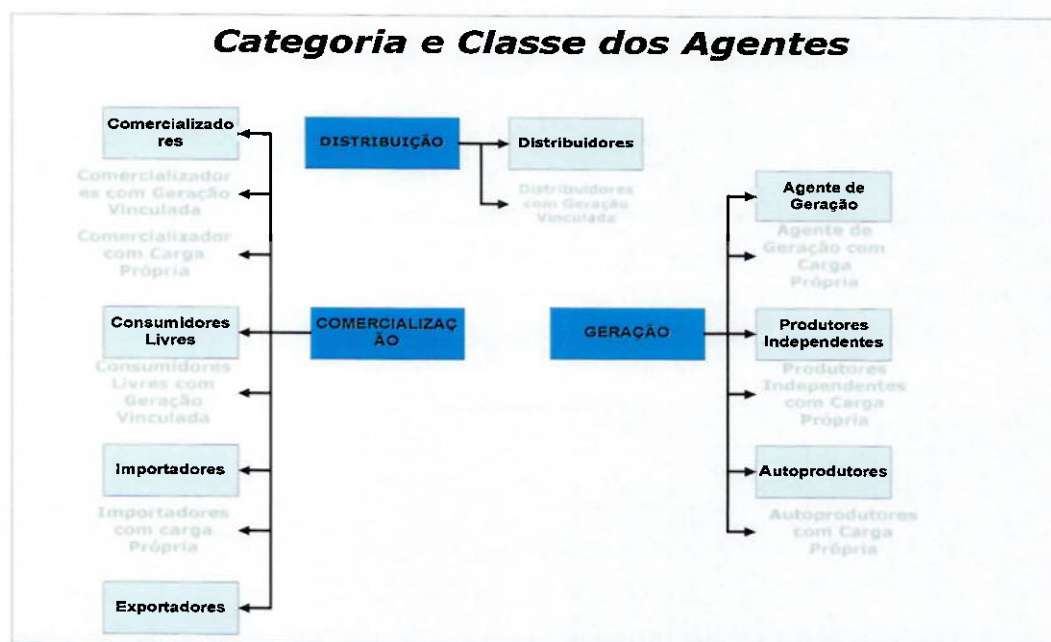 Categoria e Classe dos Agentes
Comercializado
res
Comercializador
es com Geração
Vinculada
Comercializador
com Carga
Própria
Consumidores
Livres
Consumidores
Livres com
Geração
Vinculada
Importadores
Importadores
com carga
Própria
Exportadores
DISTRIBUIÇÃO
Distribuidores
Distribuidores
com Geração
Vinculada
COMERCIALIZAÇ
ÃO
GERAÇÃO
Agente de
Geração
Agente de
Geração com
Carga
Própria
Produtores
Independentes
Produtores
Independentes
com Carga
Própria
Autoprodutores
Autoprodutores
com Carga
Própria